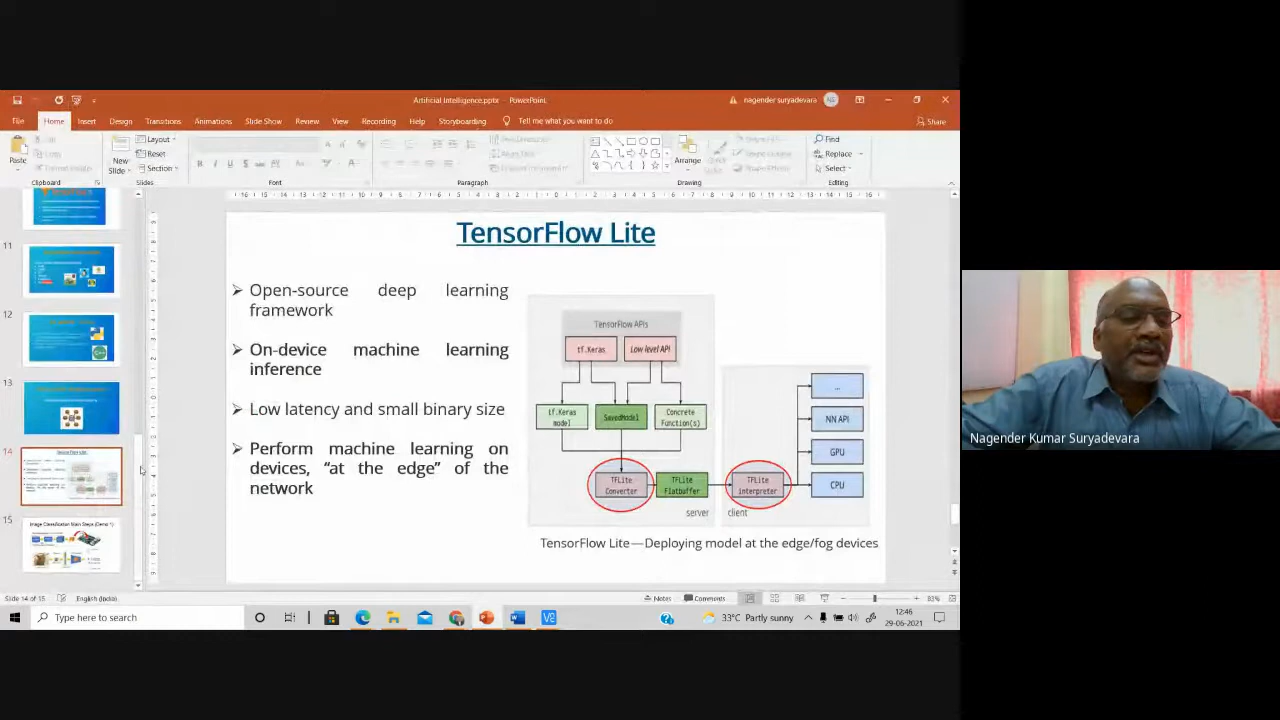 Artificial Intelligence.pptx - PowerPoint
nagender suryadevara
NS
File Home Insert Design Transitions Animations Slide Show Review View Recording Help Storyboarding Tell me what you want to do
Share
Paste
New
Slide
Layout
Reset
Section
Arrange
Find
Replace
Select
Clipboard
Slides
Font
Paragraph
Drawing
Editing
11
12
13
14
15
Image Classification Main Steps (Demo 1)
TensorFlow Lite
Open-source deep learning
framework
On-device machine learning
inference
Low latency and small binary size
Perform machine learning on
devices, “at the edge” of the
network
TensorFlow APIs
tf.Keras
Low level API
tf.Keras
model
SavedModel
Concrete
Function(s)
TFLite
Converter
TFLite
Flatbuffer
server
TFLite
Interpreter
client
...
NN API
GPU
CPU
TensorFlow Lite—Deploying model at the edge/fog devices
Nagender Kumar Suryadevara
Slide 14 of 15
English (India)
Notes
Comments
83%
Type here to search
33°C Partly sunny
12:46
29-06-2021